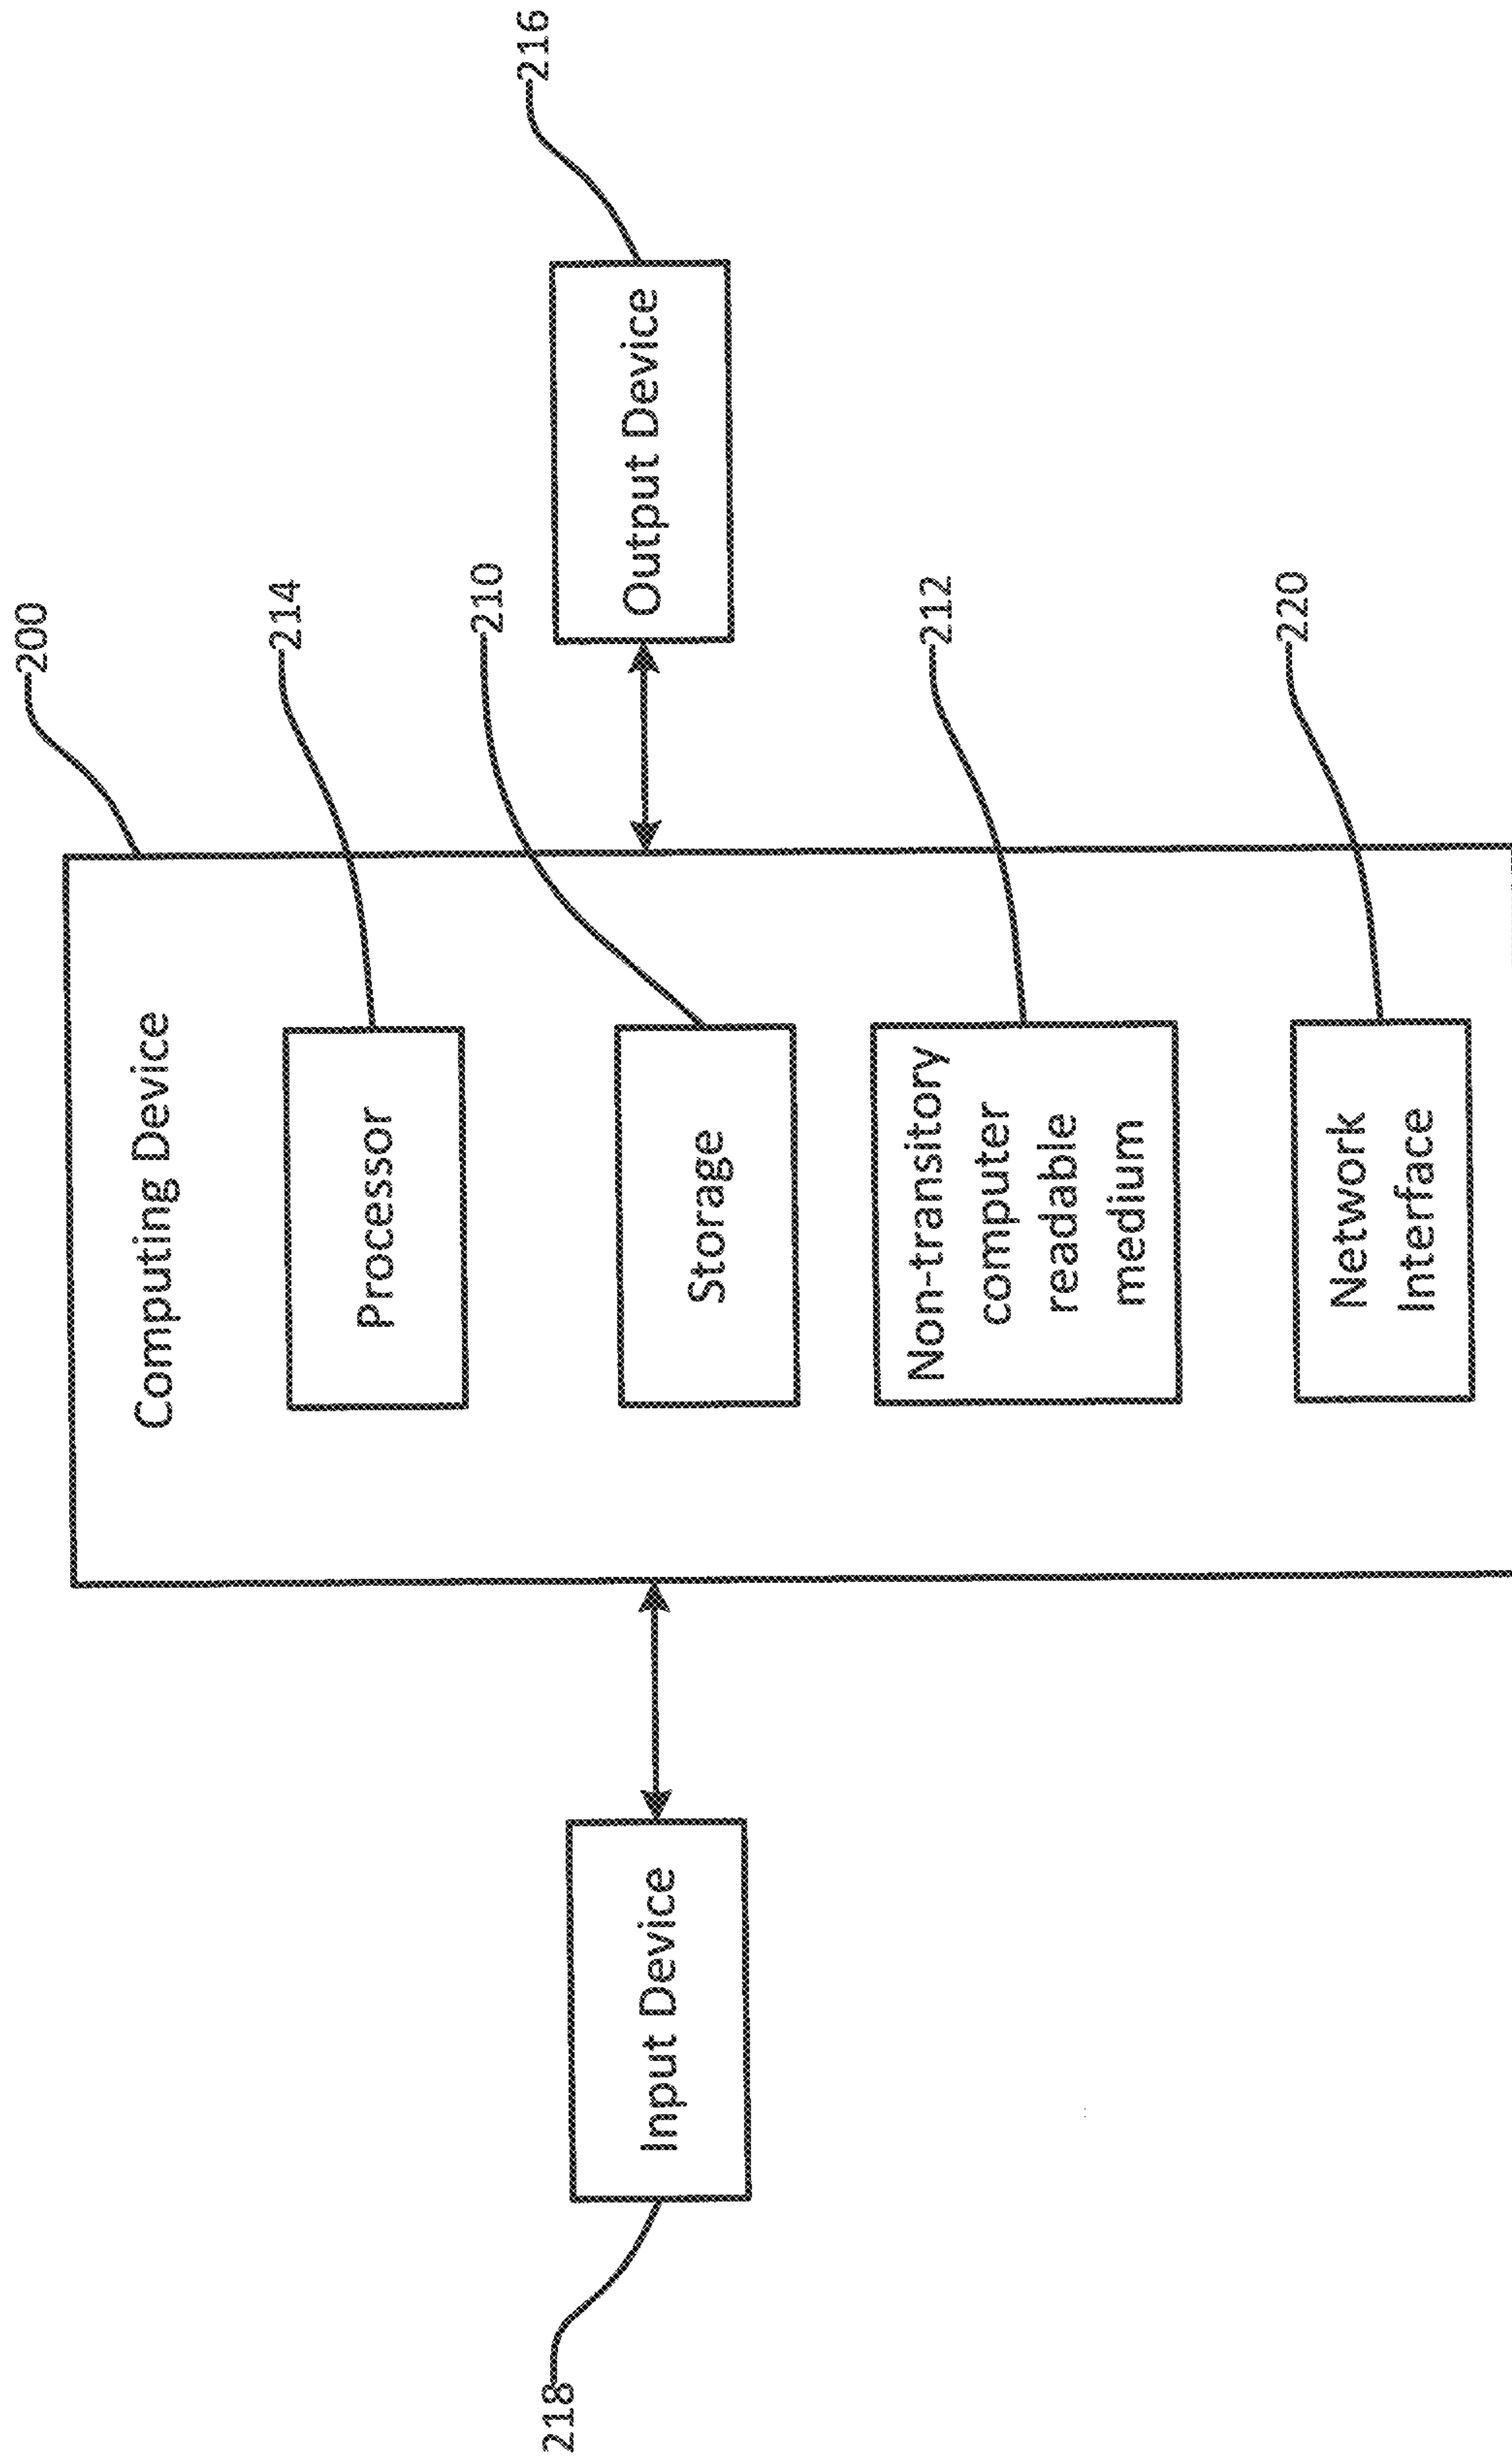 200
Computing Device
214
Processor
216
210
218
Input Device
Output Device
Storage
212
Non-transitory
computer
readable
medium
220
Network
Interface